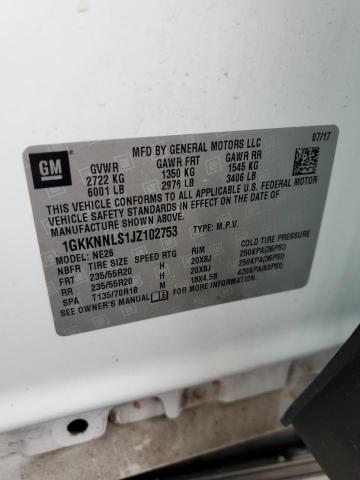 GM
MFD BY GENERAL MOTORS LLC
07/17
GVWR GAWR FRT GAWR RR
2722 KG 1350 KG 1545 KG
6001 LB 2976 LB 3406 LB
THIS VEHICLE CONFORMS TO ALL APPLICABLE U.S. FEDERAL MOTOR
VEHICLE SAFETY AND THEFT PREVENTION STANDARDS IN EFFECT ON THE DATE OF
MANUFACTURE SHOWN ABOVE.
1GKKNNLS1JZ102753 TYPE: M.P.V.
MODEL: NE26
NBFR TIRE SIZE SPEED RTG RIM COLD TIRE PRESSURE
FRT 235/55R20 H 20X8J 250KPA(36PSI)
RR 235/55R20 H 20X8J 250KPA(36PSI)
SPA T135/70R18 M 18X4.5B 420KPA(60PSI)
SEE OWNER'S MANUAL FOR MORE INFORMATION.